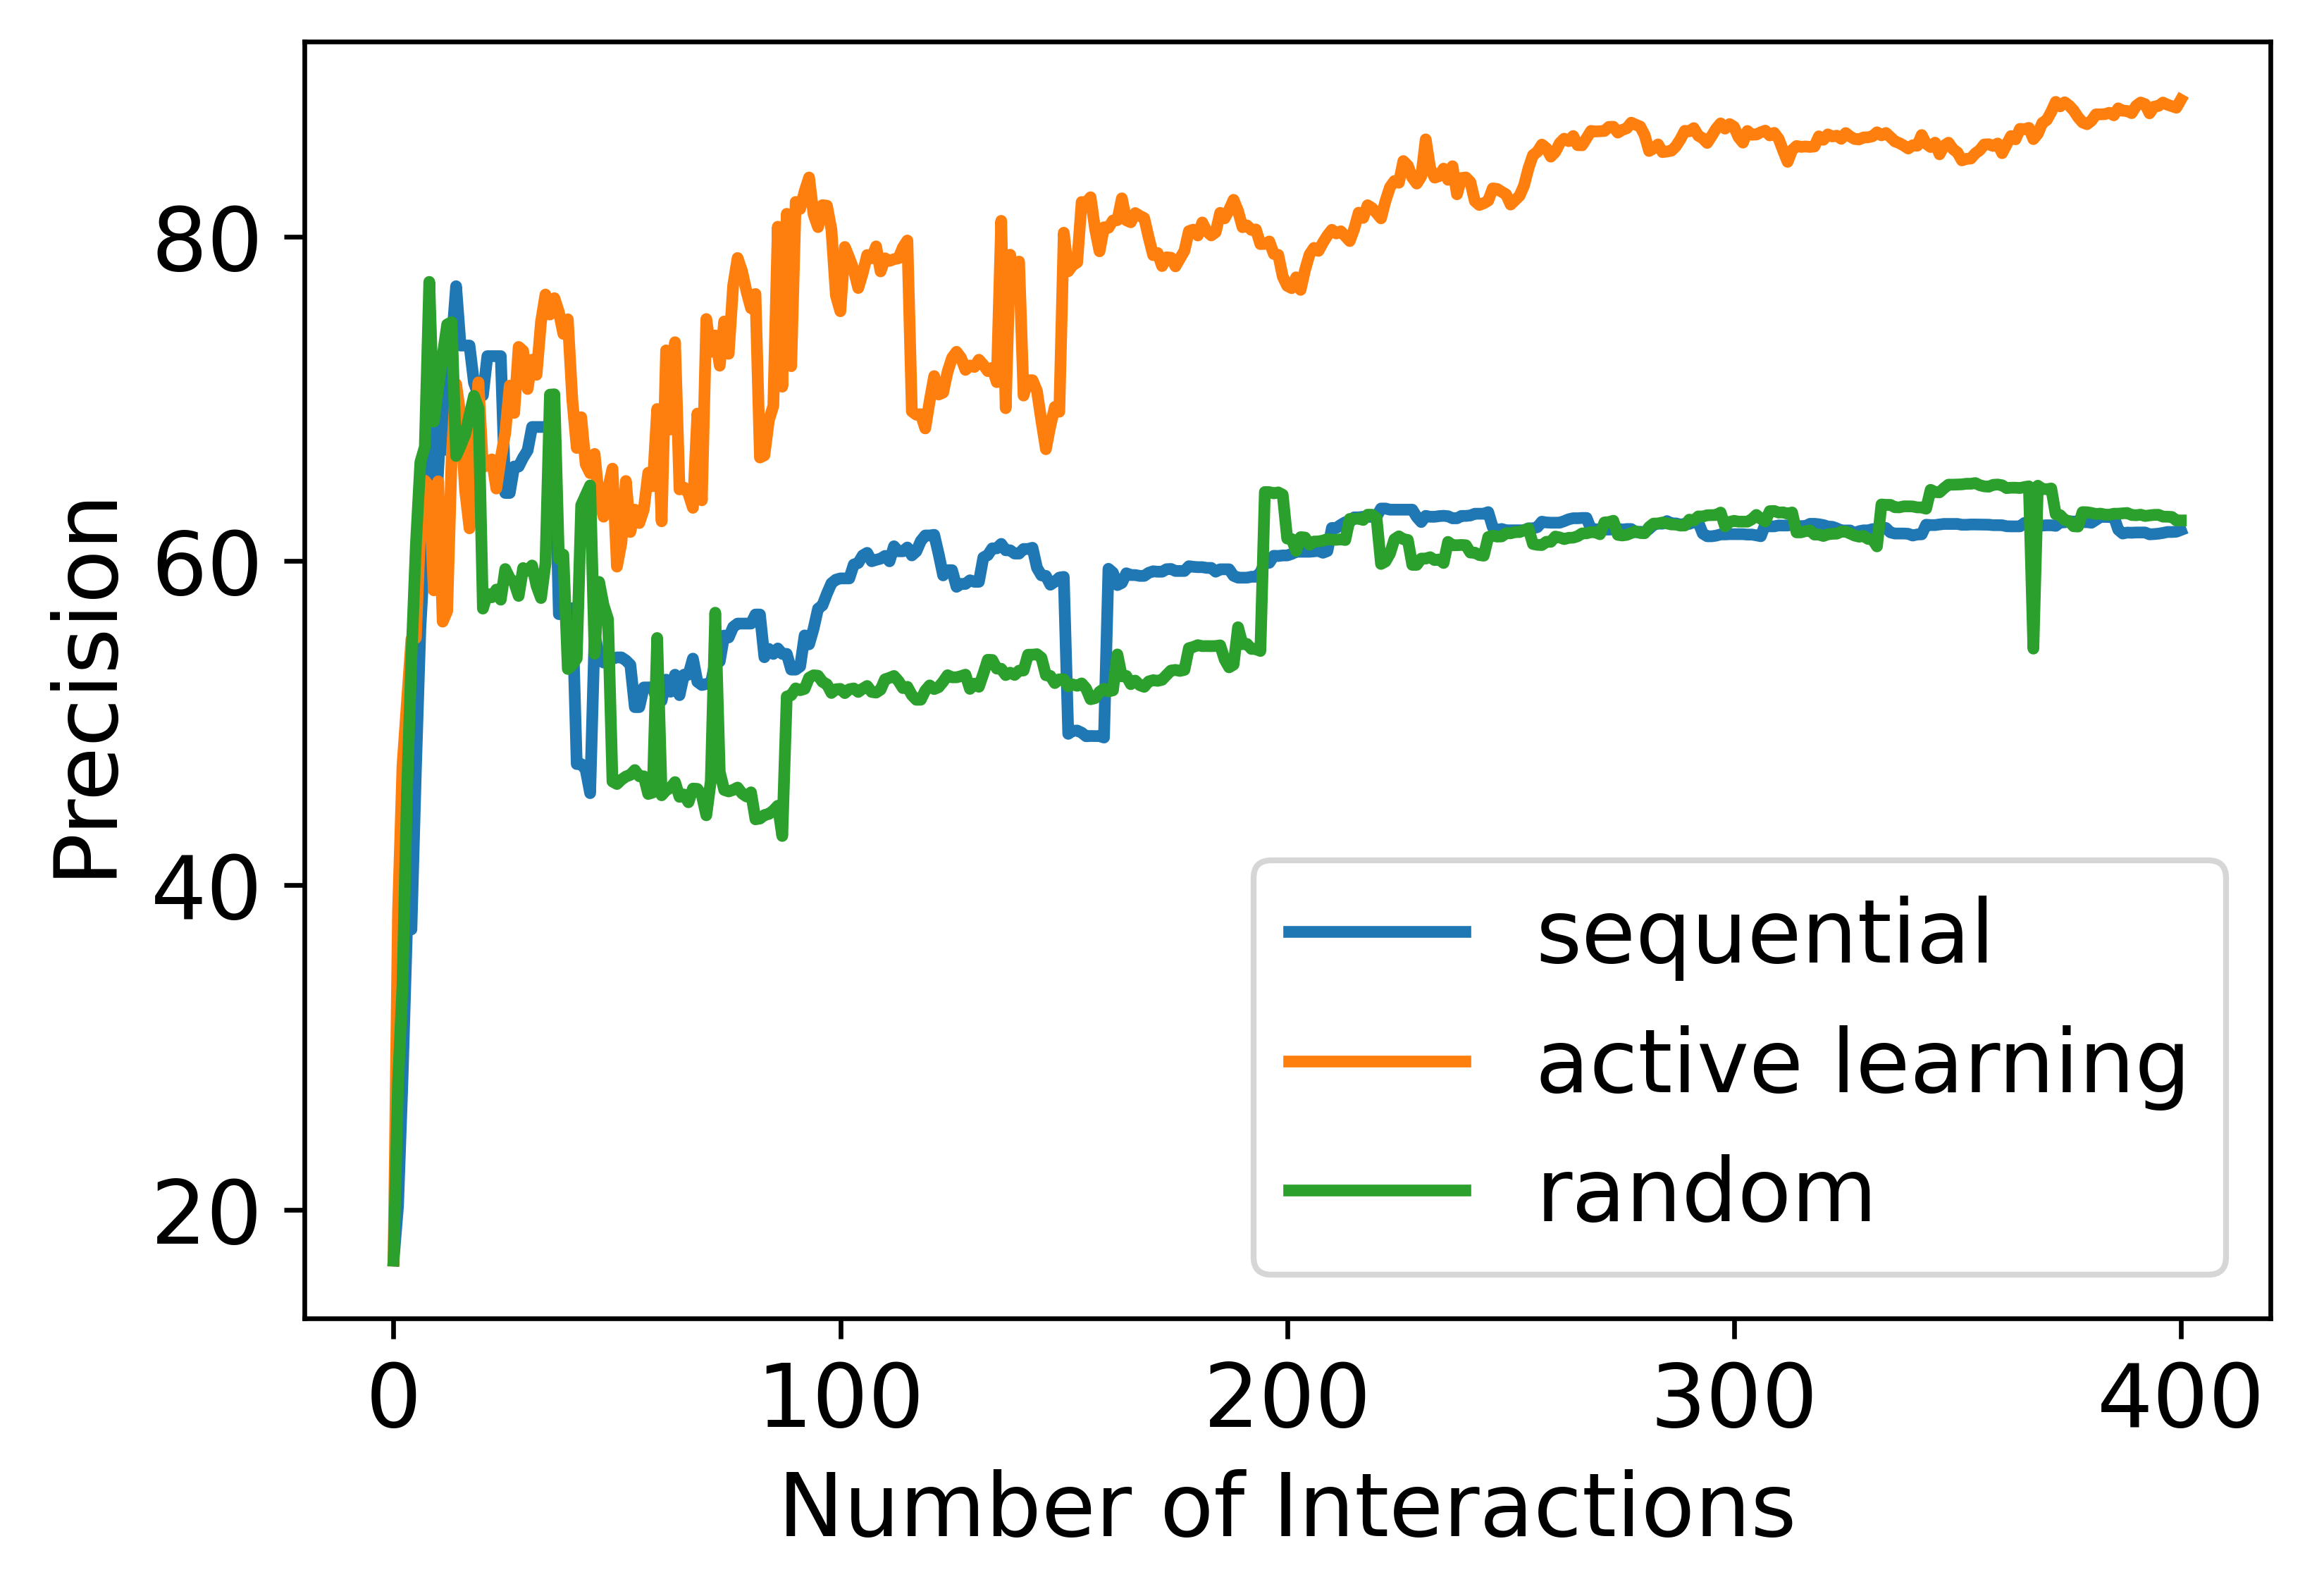 Precision
80
60
40
20
sequential
active learning
random
0 100 200 300 400
Number of Interactions